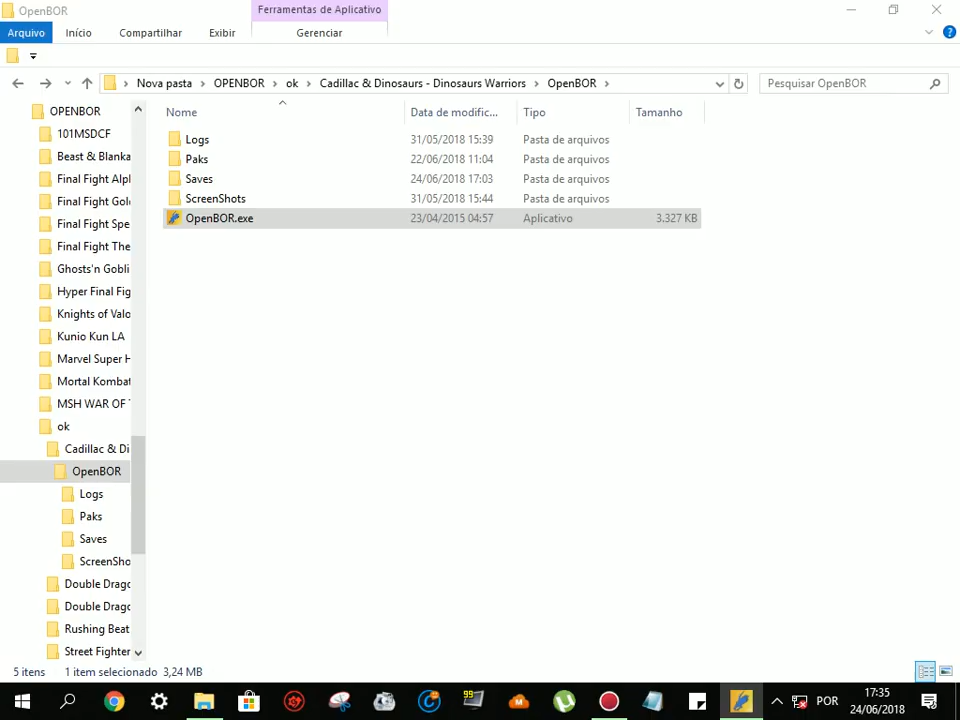 OpenBOR
Ferramentas de Aplicativo
Arquivo
Início
Compartilhar
Exibir
Gerenciar
Nova pasta
OPENBOR
ok
Cadillac & Dinosaurs - Dinosaurs Warriors
OpenBOR
Pesquisar OpenBOR
Nome
Data de modific...
Tipo
Tamanho
Logs 31/05/2018 15:39 Pasta de arquivos
Paks 22/06/2018 11:04 Pasta de arquivos
Saves 24/06/2018 17:03 Pasta de arquivos
ScreenShots 31/05/2018 15:44 Pasta de arquivos
OpenBOR.exe 23/04/2015 04:57 Aplicativo 3.327 KB
OPENBOR
101MSDCF
Beast & Blanka
Final Fight Alpl
Final Fight Gol
Final Fight Spe
Final Fight The
Ghosts'n Gobli
Hyper Final Fig
Knights of Valo
Kunio Kun LA
Marvel Super H
Mortal Kombat
MSH WAR OF T
ok
Cadillac & Di
OpenBOR
Logs
Paks
Saves
ScreenSho
Double Drago
Double Drago
Rushing Beat
Street Fighter
5 itens
1 item selecionado 3,24 MB
99
POR
17:35
24/06/2018